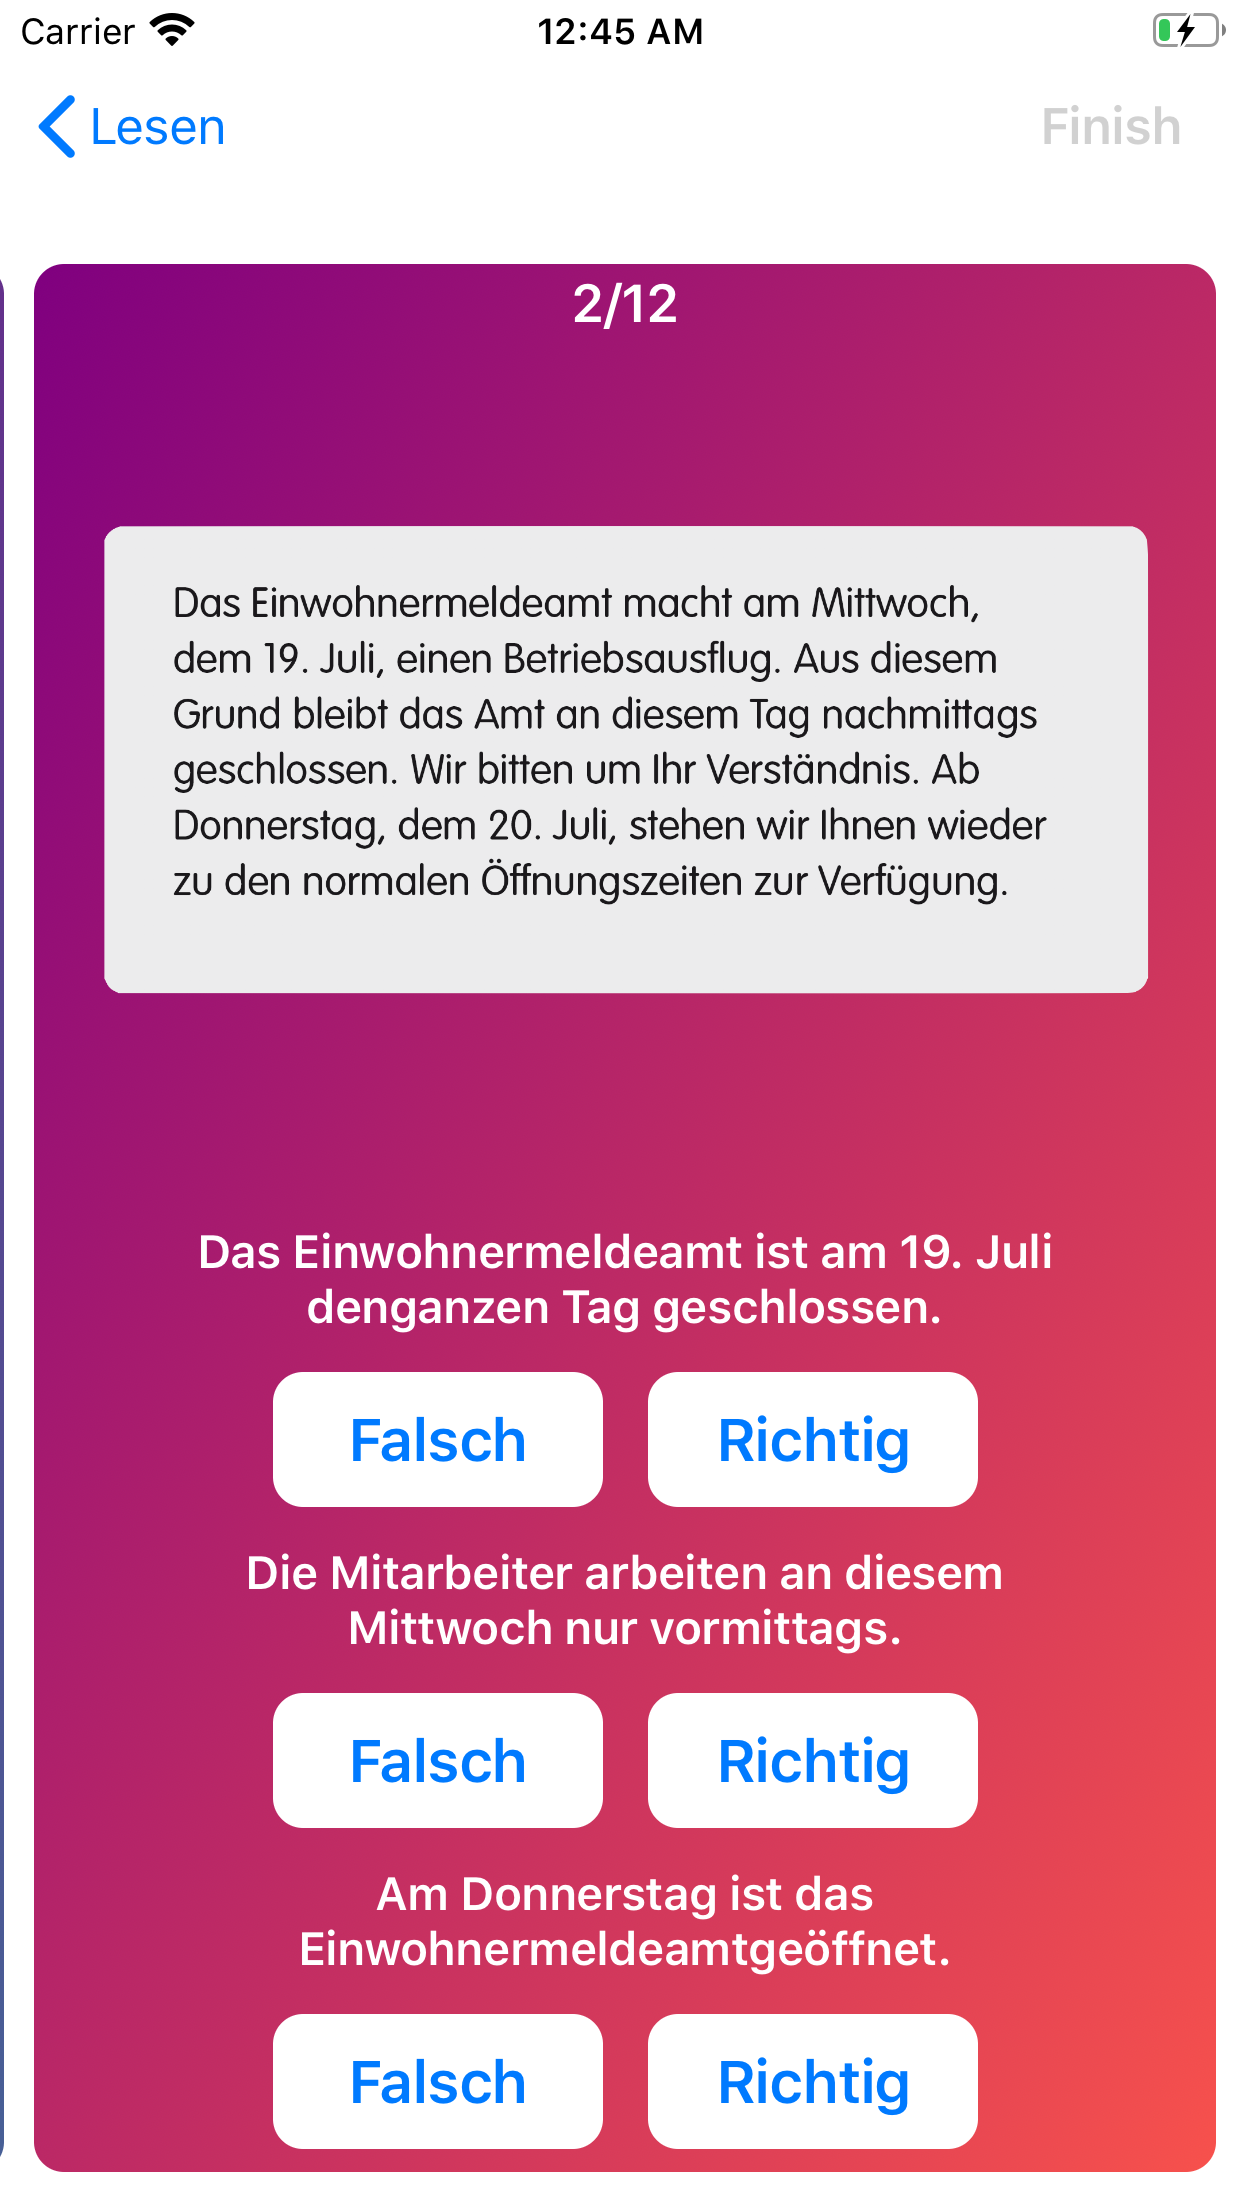 Carrier
12:45 AM
Lesen
Finish
2/12
Das Einwohnermeldeamt macht am Mittwoch,
dem 19. Juli, einen Betriebsausflug. Aus diesem
Grund bleibt das Amt an diesem Tag nachmittags
geschlossen. Wir bitten um Ihr Verständnis. Ab
Donnerstag, dem 20. Juli, stehen wir Ihnen wieder
zu den normalen Öffnungszeiten zur Verfügung.
Das Einwohnermeldeamt ist am 19. Juli
denganzen Tag geschlossen.
Falsch
Richtig
Die Mitarbeiter arbeiten an diesem
Mittwoch nur vormittags.
Falsch
Richtig
Am Donnerstag ist das
Einwohnermeldeamtgeöffnet.
Falsch
Richtig